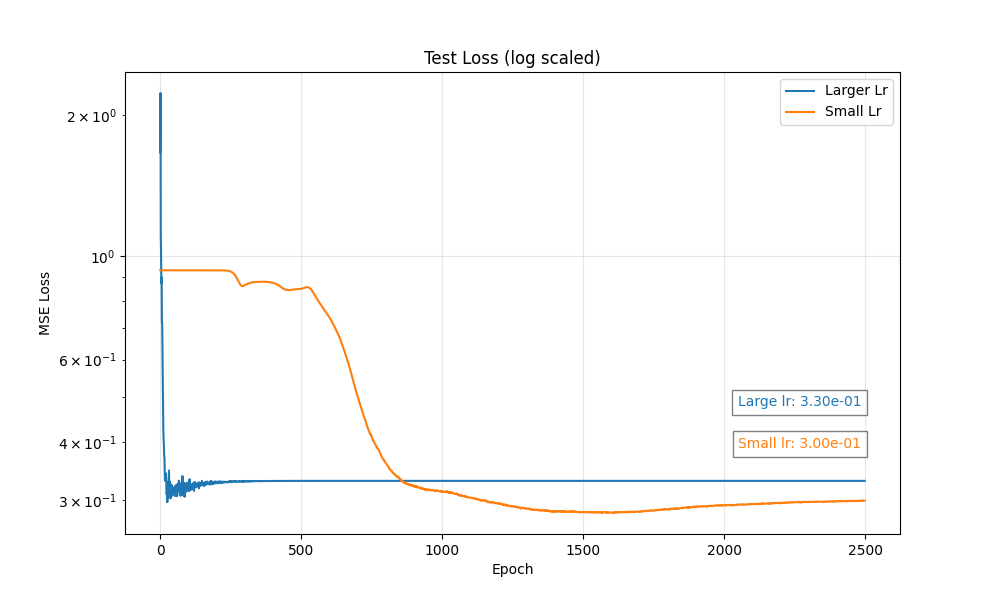 Test Loss (log scaled)
Larger Lr
Small Lr
2 × 10⁰
10⁰
6 × 10⁻¹
4 × 10⁻¹
3 × 10⁻¹
MSE Loss
Large lr: 3.30e-01
Small lr: 3.00e-01
0 500 1000 1500 2000 2500
Epoch